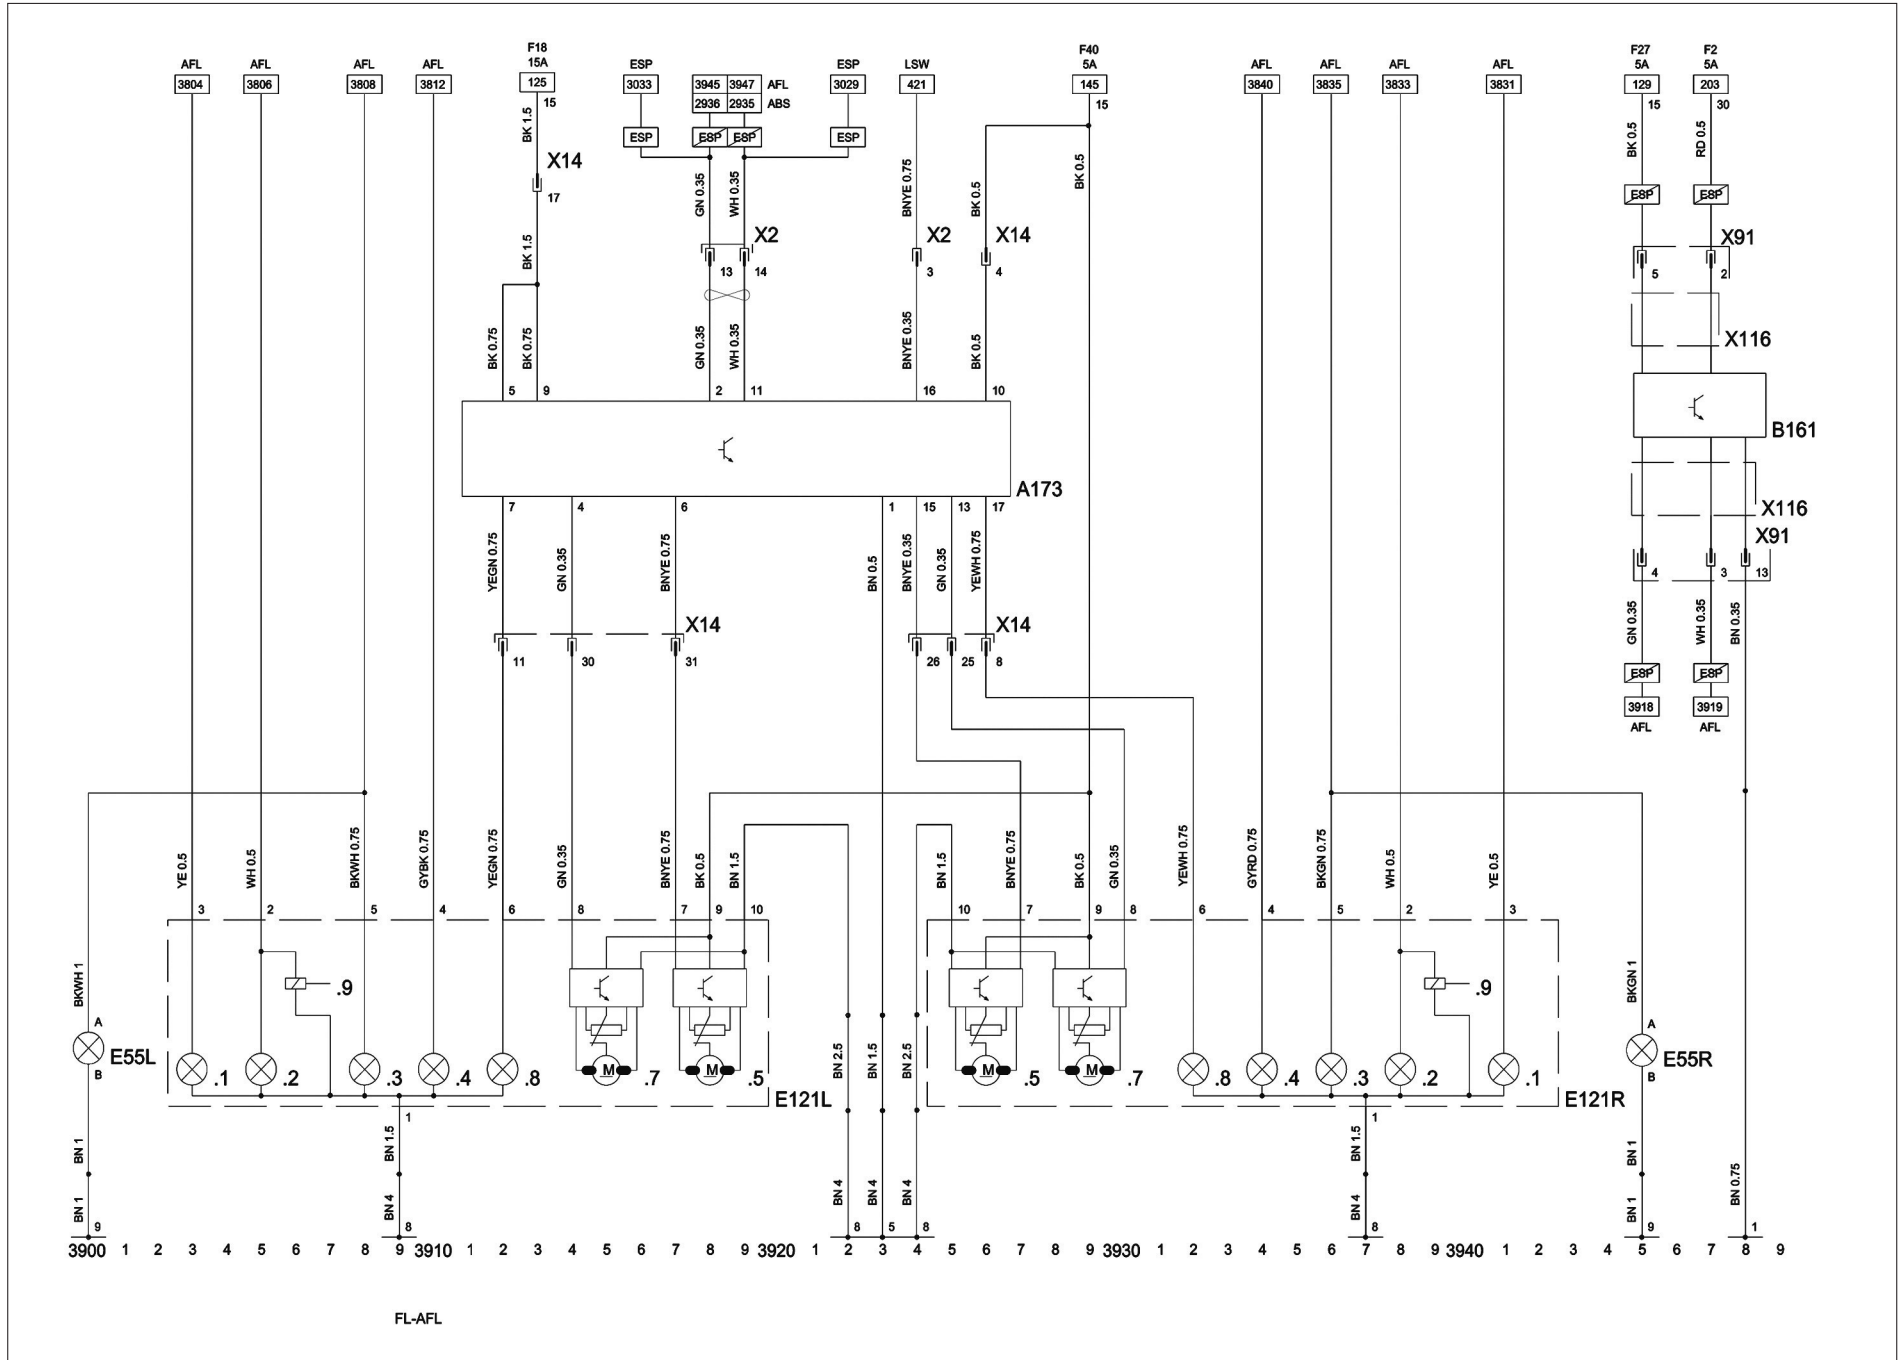 F18 F40 F27 F2
AFL AFL AFL AFL 15A ESP ESP LSW 5A AFL AFL AFL AFL 5A 5A
3804 3806 3808 3812 125 3033 3945 3947 AFL 3029 421 145 3840 3835 3833 3831 129 203
2936 2935 ABS
15 15 15 30
BK 1.5 BK 0.5 RD 0.5
ESP ESP ESP ESP
X14
17
GN 0.35 WH 0.35 BNYE 0.75 BK 0.5 BK 0.5
ESP ESP
BK 1.5
X2 X2 X14 X91
13 14 3 4 5 2
BK 0.75 BK 0.75 GN 0.35 WH 0.35 BNYE 0.35 BK 0.5
X116
5 9 2 11 16 10
B161
A173
X116
7 4 6 1 15 13 17
X91
YEGN 0.75 GN 0.35 BNYE 0.75 BN 0.5 BNYE 0.35 GN 0.35 YEWH 0.75
4 3 13
X14 X14
GN 0.35 WH 0.35 BN 0.35
11 30 31 26 25 8
ESP ESP
3918 3919
AFL AFL
YE 0.5 WH 0.5 BKWH 0.75 GYBK 0.75 YEGN 0.75 GN 0.35 BNYE 0.75 BK 0.5 BN 1.5 BN 1.5 BNYE 0.75 BK 0.5 GN 0.35 YEWH 0.75 GYRD 0.75 BKGN 0.75 WH 0.5 YE 0.5
3 2 5 4 6 8 7 9 10 10 7 9 8 6 4 5 2 3
BKWH 1 BKGN 1
.9 .9
A A
E55L E55R
B B
M M M M
.1 .2 .3 .4 .8 .7 .5 .5 .7 .8 .4 .3 .2 .1
BN 2.5 BN 1.5 BN 2.5
E121L E121R
1 1
BN 1 BN 1.5 BN 1.5 BN 1
BN 1 BN 4 BN 4 BN 4 BN 4 BN 4 BN 1 BN 0.75
9 8 8 5 8 8 9 1
3900 1 2 3 4 5 6 7 8 9 3910 1 2 3 4 5 6 7 8 9 3920 1 2 3 4 5 6 7 8 9 3930 1 2 3 4 5 6 7 8 9 3940 1 2 3 4 5 6 7 8 9
FL-AFL